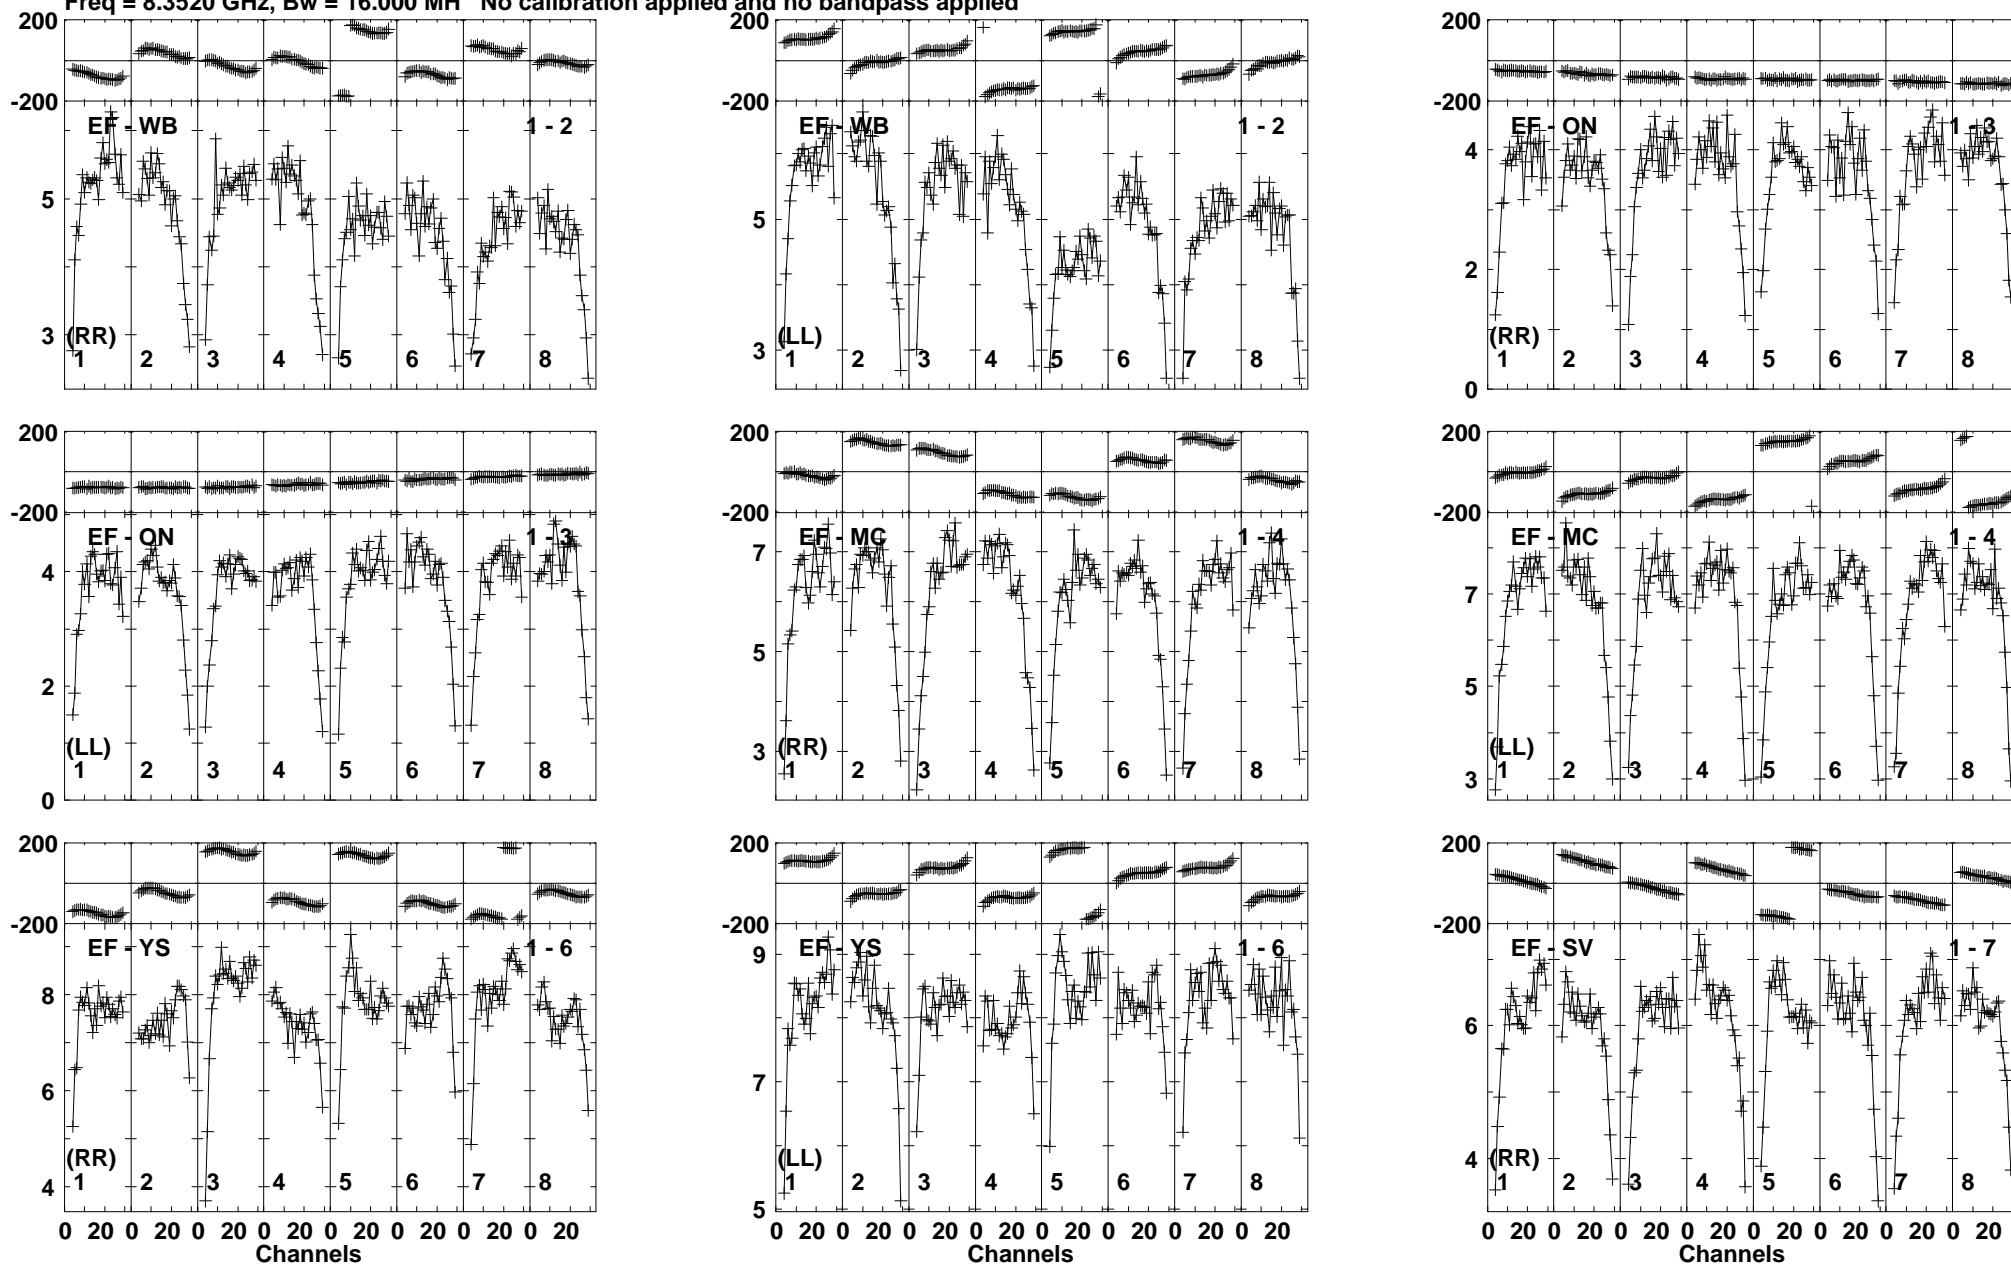 Freq = 8.3520 GHz, Bw = 16.000 MH No calibration applied and no bandpass applied
200
-200
EF - WB 1 - 2
5
3
(RR)
1 2 3 4 5 6 7 8
200
-200
EF - WB 1 - 2
5
3
(LL)
1 2 3 4 5 6 7 8
200
-200
EF - ON 1 - 3
4
2
0
(RR)
1 2 3 4 5 6 7 8
200
-200
EF - ON 1 - 3
4
2
0
(LL)
1 2 3 4 5 6 7 8
200
-200
EF - MC 1 - 4
7
5
3
(RR)
1 2 3 4 5 6 7 8
200
-200
EF - MC 1 - 4
7
5
3
(LL)
1 2 3 4 5 6 7 8
200
-200
EF - YS 1 - 6
8
6
4
(RR)
1 2 3 4 5 6 7 8
0 20 0 20 0 20 0 20 0 20 0 20 0 20 0 20
Channels
200
-200
EF - YS 1 - 6
9
7
5
(LL)
1 2 3 4 5 6 7 8
0 20 0 20 0 20 0 20 0 20 0 20 0 20 0 20
Channels
200
-200
EF - SV 1 - 7
6
4
(RR)
1 2 3 4 5 6 7 8
0 20 0 20 0 20 0 20 0 20 0 20 0 20 0 20
Channels